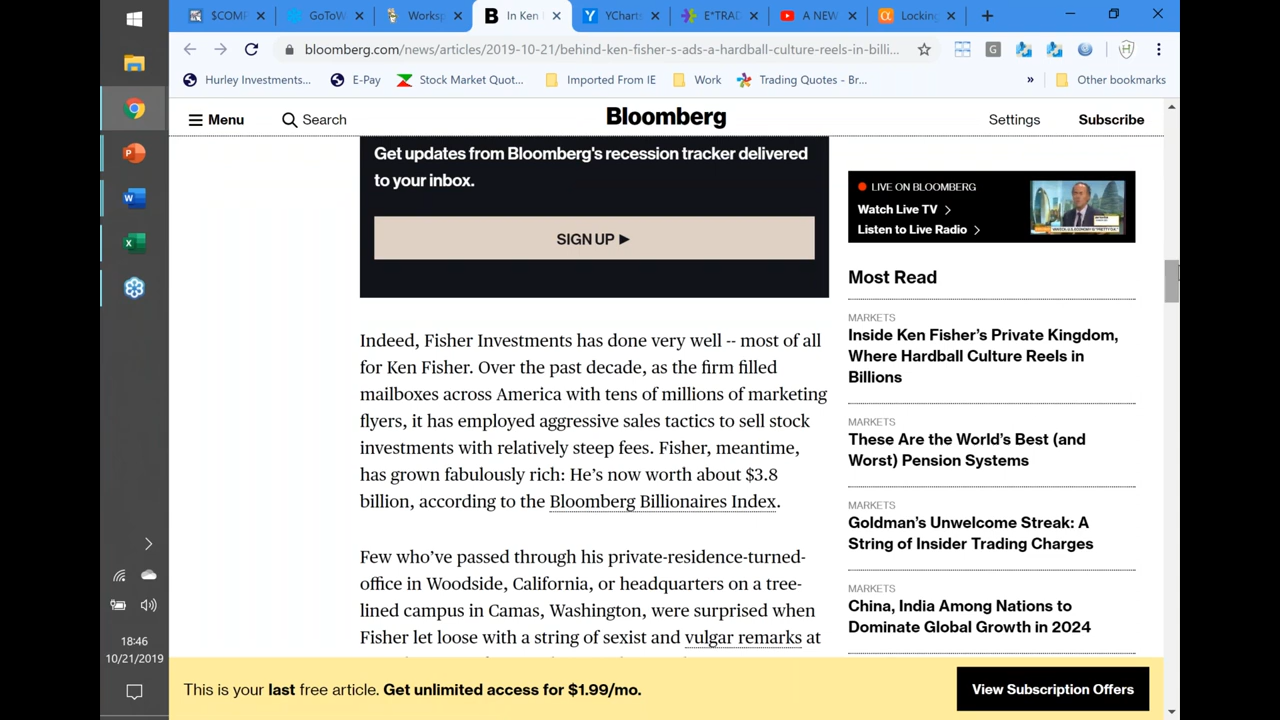 $COMP
GoToW
Worksp
In Ken
YChart
E*TRAD
A NEW
Locking
bloomberg.com/news/articles/2019-10-21/behind-ken-fisher-s-ads-a-hardball-culture-reels-in-billi...
Hurley Investments...
E-Pay
Stock Market Quot...
Imported From IE
Work
Trading Quotes - Br...
»
Other bookmarks
Menu
Search
Bloomberg
Settings
Subscribe
Get updates from Bloomberg's recession tracker delivered
to your inbox.
SIGN UP ▶
Indeed, Fisher Investments has done very well -- most of all
for Ken Fisher. Over the past decade, as the firm filled
mailboxes across America with tens of millions of marketing
flyers, it has employed aggressive sales tactics to sell stock
investments with relatively steep fees. Fisher, meantime,
has grown fabulously rich: He’s now worth about $3.8
billion, according to the Bloomberg Billionaires Index.
Few who’ve passed through his private-residence-turned-
office in Woodside, California, or headquarters on a tree-
lined campus in Camas, Washington, were surprised when
Fisher let loose with a string of sexist and vulgar remarks at
LIVE ON BLOOMBERG
Watch Live TV
Listen to Live Radio
Most Read
MARKETS
Inside Ken Fisher’s Private Kingdom,
Where Hardball Culture Reels in
Billions
MARKETS
These Are the World’s Best (and
Worst) Pension Systems
MARKETS
Goldman’s Unwelcome Streak: A
String of Insider Trading Charges
MARKETS
China, India Among Nations to
Dominate Global Growth in 2024
18:46
10/21/2019
This is your last free article. Get unlimited access for $1.99/mo.
View Subscription Offers